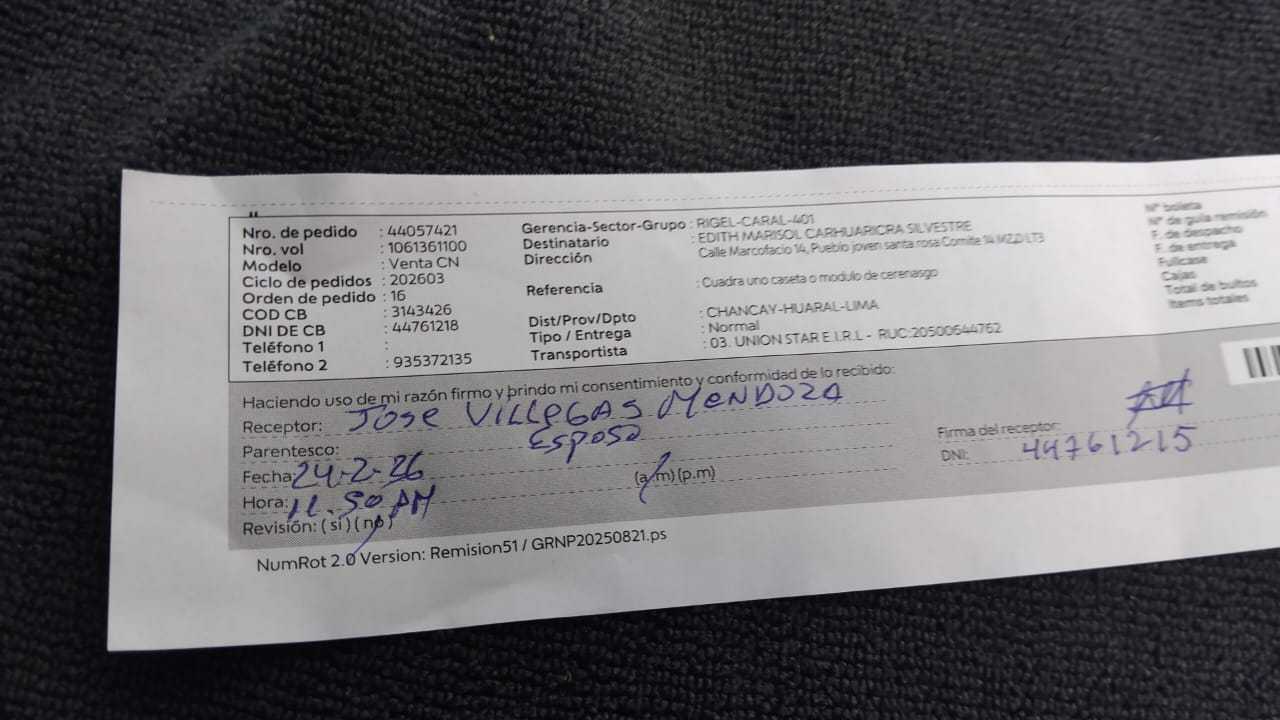 Nro. de pedido : 44057421
Nro. vol : 1061361100
Modelo : Venta CN
Ciclo de pedidos : 202603
Orden de pedido : 16
COD CB : 3143426
DNI DE CB : 44761218
Teléfono 1 :
Teléfono 2 : 935372135
Gerencia-Sector-Grupo : RIGEL-CARAL-401
Destinatario : EDITH MARISOL CARHUARICRA SILVESTRE
Dirección Calle Marcofacio 14, Pueblo joven santa rosa Comite 14 MZ,D LT3
Referencia : Cuadra uno caseta o modulo de cerenasgo
Dist/Prov/Dpto : CHANCAY-HUARAL-LIMA
Tipo / Entrega : Normal
Transportista : 03. UNION STAR E.I.R.L - RUC:20500644762
N° boleta
N° de guia remisión
F. de despacho
F. de entrega
Fullcase
Cajas
Total de bultos
Items totales
Haciendo uso de mi razón firmo y brindo mi consentimiento y conformidad de lo recibido:
Receptor: JOSE VILLEGAS MENDOZA
Parentesco: Esposo
Fecha: 24-2-26
Hora: 11.50 AM (a.m) (p.m)
Revisión: ( si ) ( no )
Firma del receptor:
DNI: 44761215
NumRot 2.0 Version: Remision51 / GRNP20250821.ps